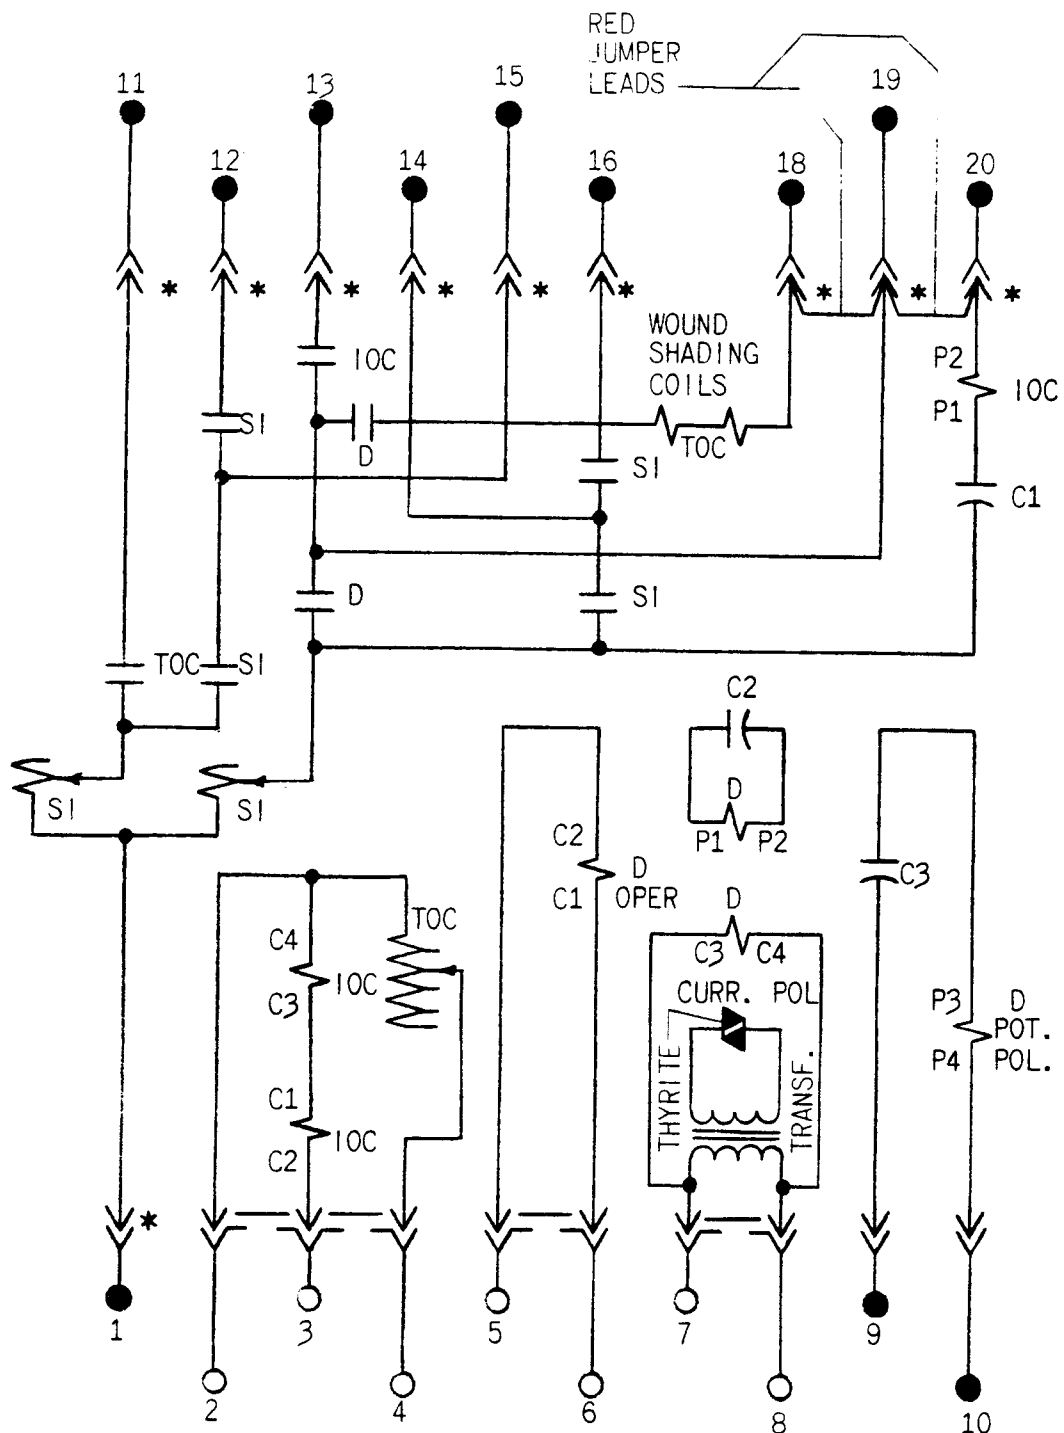 RED
JUMPER
LEADS
11
13
15
19
12
14
16
18
20
*
*
*
*
*
*
*
*
*
WOUND
SHADING
COILS
IOC
P2
P1
IOC
SI
D
TOC
SI
C1
D
SI
TOC
SI
C2
D
P1
P2
SI
SI
C2
C1
D
OPER
C3
TOC
C4
C3
IOC
D
C3
C4
CURR. POL
THYRITE
TRANSF.
P3
P4
D
POT.
POL.
C1
C2
IOC
*
1
3
5
7
9
2
4
6
8
10